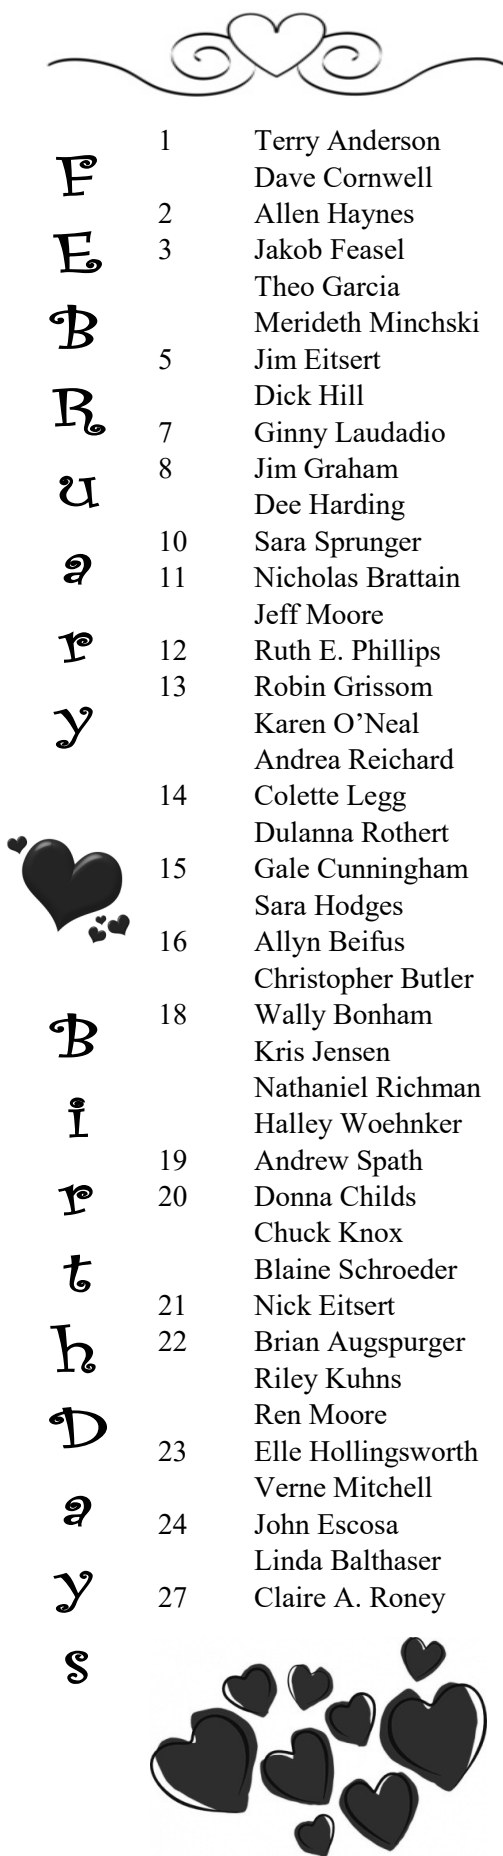 FEBRuary
BirthDays
1 Terry Anderson
Dave Cornwell
2 Allen Haynes
3 Jakob Feasel
Theo Garcia
Merideth Minchski
5 Jim Eitsert
Dick Hill
7 Ginny Laudadio
8 Jim Graham
Dee Harding
10 Sara Sprunger
11 Nicholas Brattain
Jeff Moore
12 Ruth E. Phillips
13 Robin Grissom
Karen O’Neal
Andrea Reichard
14 Colette Legg
Dulanna Rothert
15 Gale Cunningham
Sara Hodges
16 Allyn Beifus
Christopher Butler
18 Wally Bonham
Kris Jensen
Nathaniel Richman
Halley Woehnker
19 Andrew Spath
20 Donna Childs
Chuck Knox
Blaine Schroeder
21 Nick Eitsert
22 Brian Augspurger
Riley Kuhns
Ren Moore
23 Elle Hollingsworth
Verne Mitchell
24 John Escosa
Linda Balthaser
27 Claire A. Roney